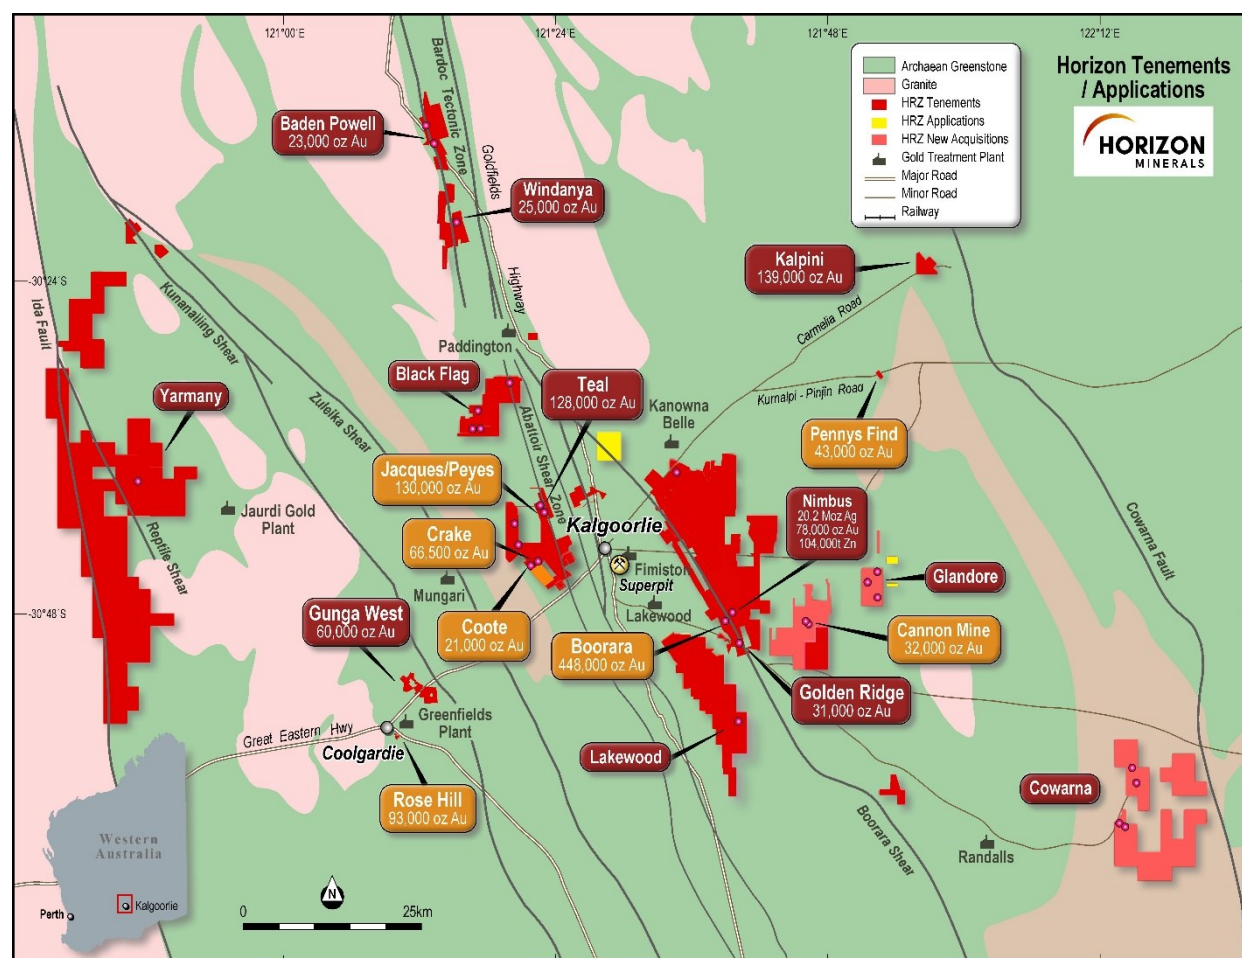 121°00'E
121°24'E
121°48'E
122°12'E
Horizon Tenements
/ Applications
HORIZON
MINERALS
Archaean Greenstone
Granite
HRZ Tenements
HRZ Applications
HRZ New Acquisitions
Gold Treatment Plant
Major Road
Minor Road
Railway
Bardoc Tectonic Zone
Goldfields
Highway
Baden Powell
23,000 oz Au
Windanya
25,000 oz Au
Kalpini
139,000 oz Au
-30°24'S
Ida Fault
Kunanalling Shear
Carmelia Road
Paddington
Black Flag
Teal
128,000 oz Au
Kanowna
Belle
Kurnalpi - Pinjin Road
Yarmany
Zuleika Shear
Abattoir Shear Zone
Pennys Find
43,000 oz Au
Jacques/Peyes
130,000 oz Au
Jaurdi Gold
Plant
Reptile Shear
Nimbus
20.2 Moz Ag
78,000 oz Au
104,000t Zn
Cowarna Fault
Crake
66,500 oz Au
Kalgoorlie
Fimiston
Superpit
Glandore
Mungari
Lakewood
-30°48'S
Gunga West
60,000 oz Au
Coote
21,000 oz Au
Boorara
448,000 oz Au
Cannon Mine
32,000 oz Au
Golden Ridge
31,000 oz Au
Greenfields
Plant
Great Eastern Hwy
Coolgardie
Lakewood
Rose Hill
93,000 oz Au
Cowarna
Boorara Shear
Randalls
Western
Australia
Perth
Kalgoorlie
N
0
25km